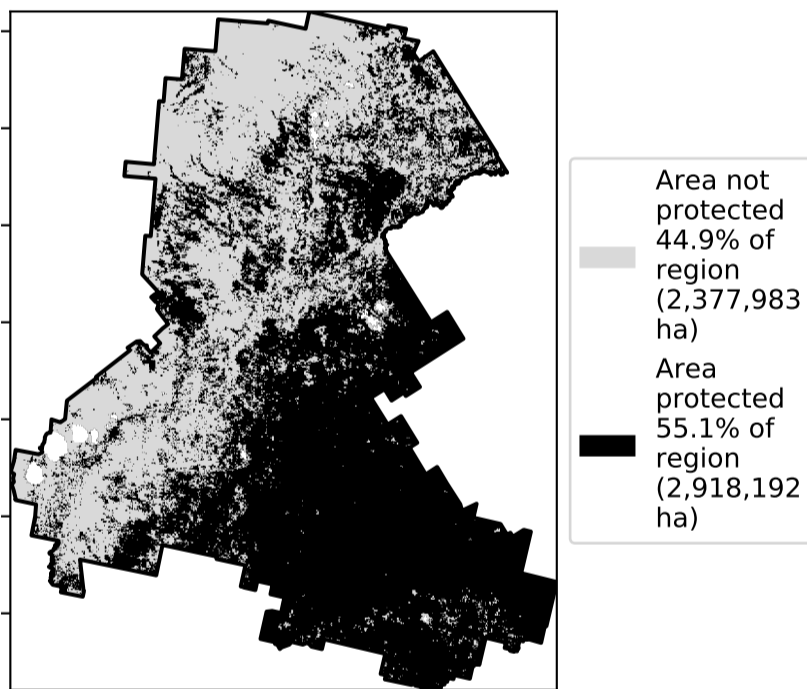 Area not
protected
44.9% of
region
(2,377,983
ha)
Area
protected
55.1% of
region
(2,918,192
ha)